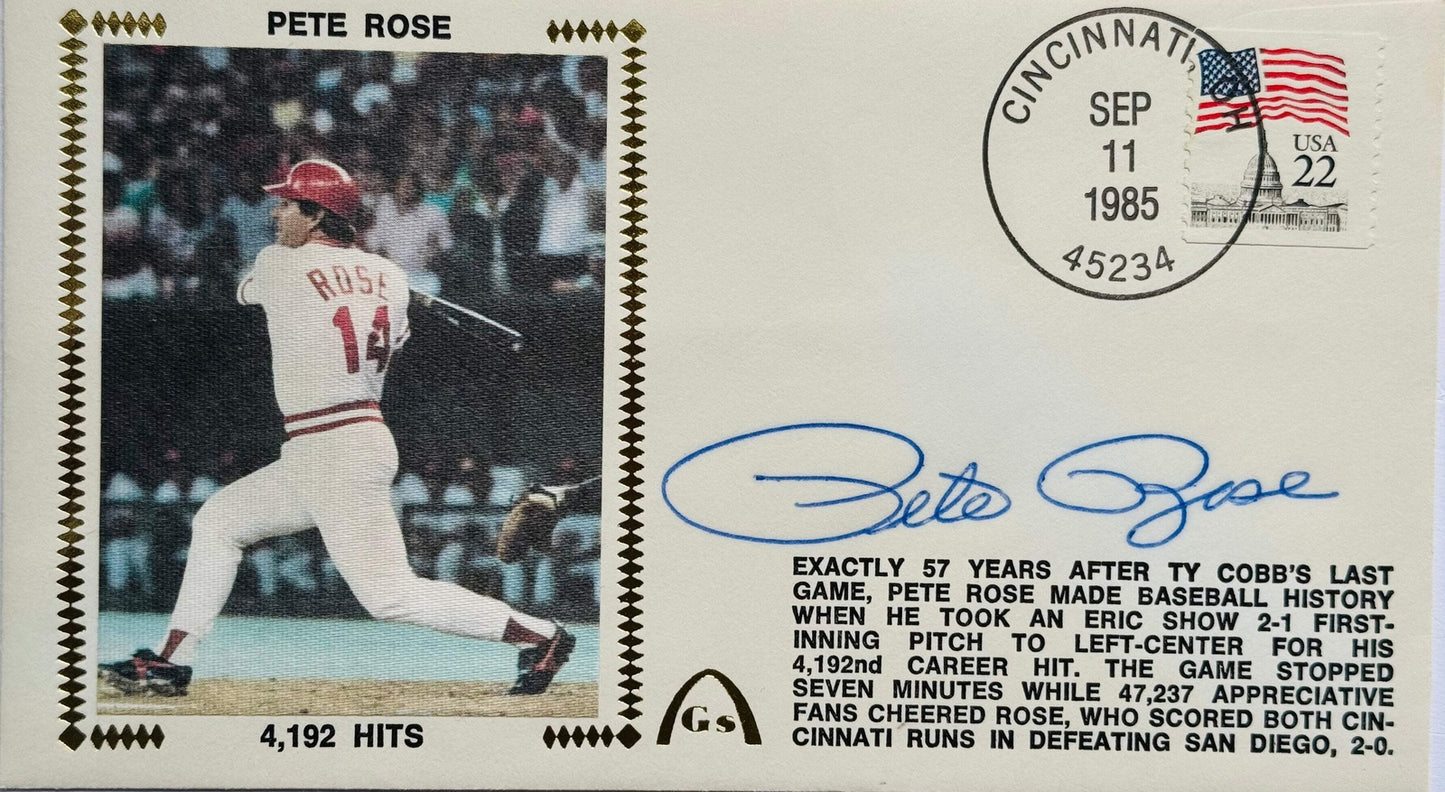 PETE ROSE
ROSE
14
4,192 HITS
CINCINNATI, OH
SEP
11
1985
45234
USA
22
Pete Rose
EXACTLY 57 YEARS AFTER TY COBB'S LAST
GAME, PETE ROSE MADE BASEBALL HISTORY
WHEN HE TOOK AN ERIC SHOW 2-1 FIRST-
INNING PITCH TO LEFT-CENTER FOR HIS
4,192nd CAREER HIT. THE GAME STOPPED
SEVEN MINUTES WHILE 47,237 APPRECIATIVE
FANS CHEERED ROSE, WHO SCORED BOTH CIN-
CINNATI RUNS IN DEFEATING SAN DIEGO, 2-0.
Gs